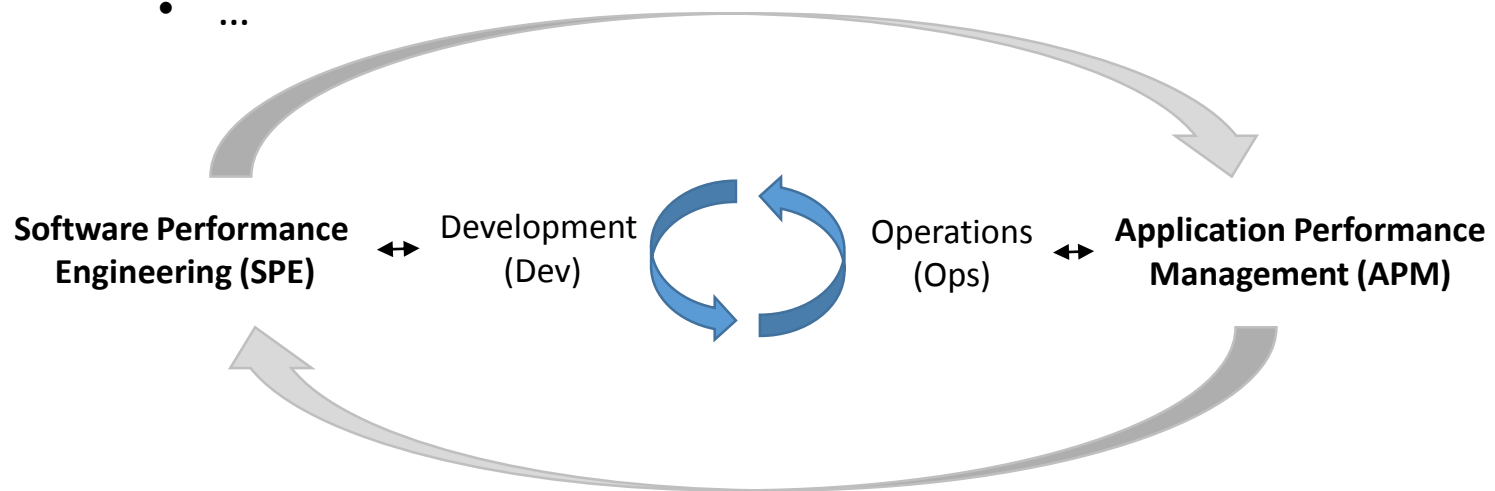 • ...
Software Performance
Engineering (SPE)
Development
(Dev)
Operations
(Ops)
Application Performance
Management (APM)